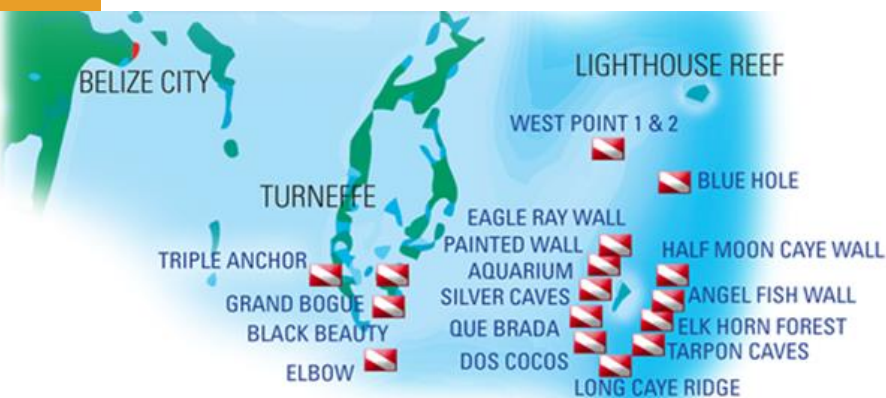 BELIZE CITY
LIGHTHOUSE REEF
WEST POINT 1 & 2
BLUE HOLE
TURNEFFE
EAGLE RAY WALL
PAINTED WALL
HALF MOON CAYE WALL
TRIPLE ANCHOR
AQUARIUM
SILVER CAVES
ANGEL FISH WALL
GRAND BOGUE
BLACK BEAUTY
QUE BRADA
ELK HORN FOREST
TARPON CAVES
ELBOW
DOS COCOS
LONG CAYE RIDGE